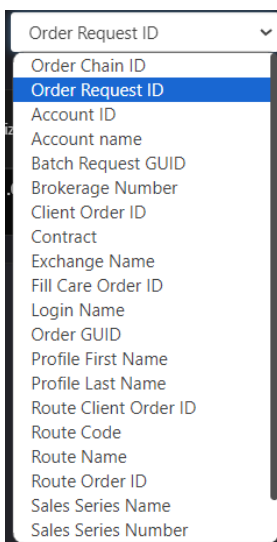 Order Request ID
Order Chain ID
Order Request ID
Account ID
Account name
Batch Request GUID
Brokerage Number
Client Order ID
Contract
Exchange Name
Fill Care Order ID
Login Name
Order GUID
Profile First Name
Profile Last Name
Route Client Order ID
Route Code
Route Name
Route Order ID
Sales Series Name
Sales Series Number